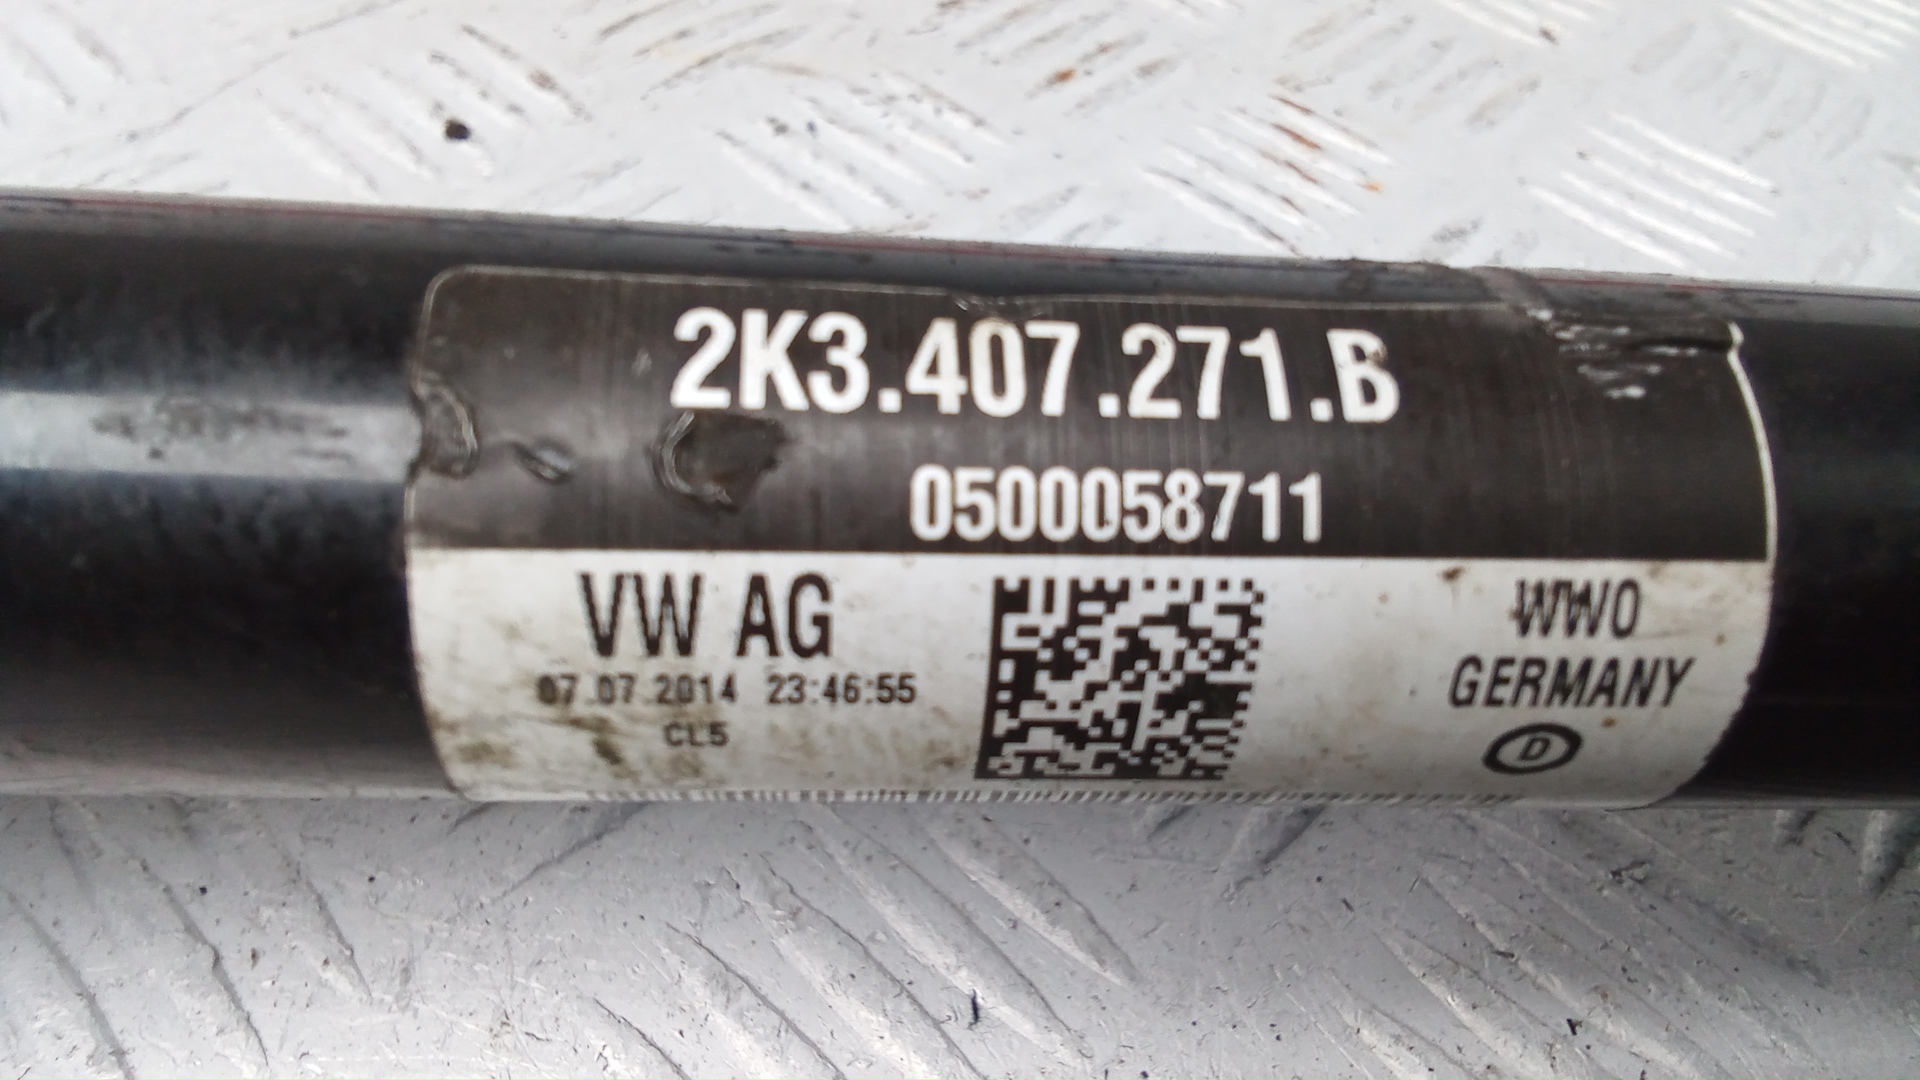 2K3.407.271.B
0500058711
VW AG
07.07.2014 23:46:55
CL5
WWO
GERMANY
D